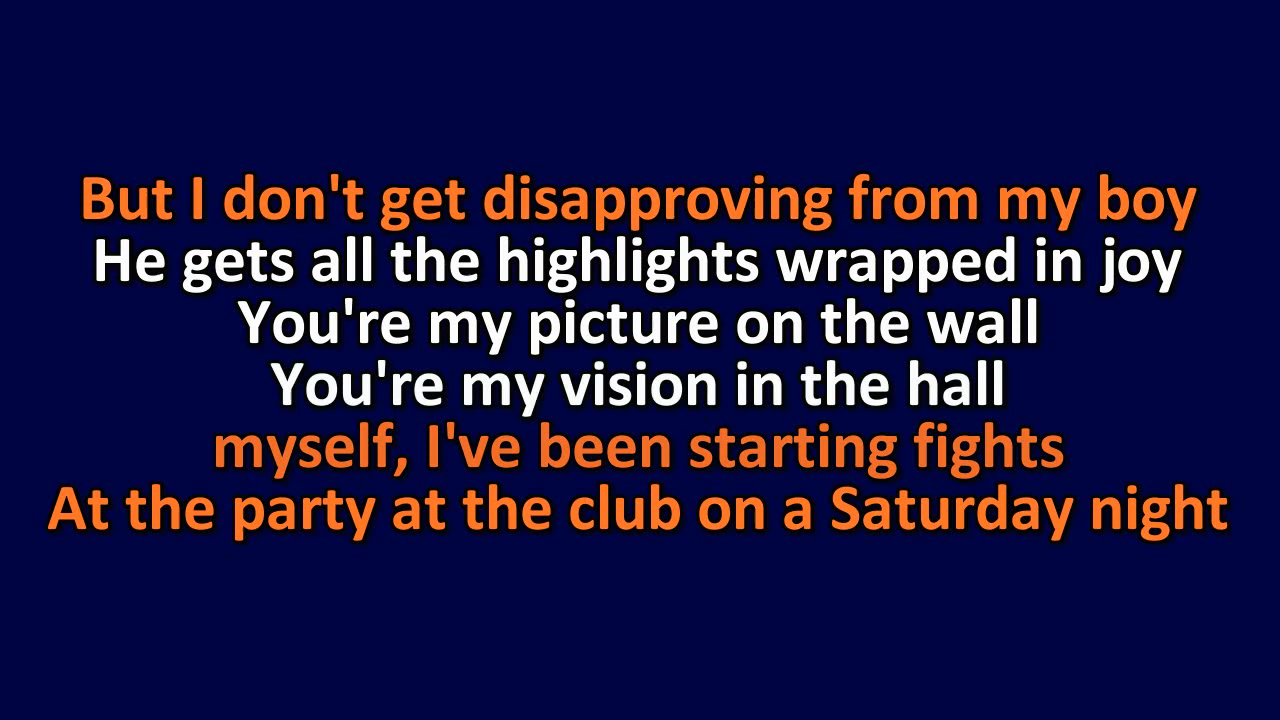 But I don't get disapproving from my boy
He gets all the highlights wrapped in joy
You're my picture on the wall
You're my vision in the hall
myself, I've been starting fights
At the party at the club on a Saturday night